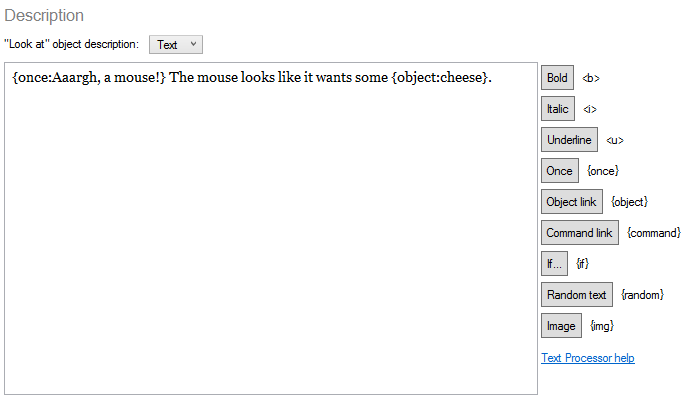 Description
"Look at" object description: Text
{once:Aaargh, a mouse!} The mouse looks like it wants some {object:cheese}.
Bold <b>
Italic <i>
Underline <u>
Once {once}
Object link {object}
Command link {command}
If... {if}
Random text {random}
Image {img}
Text Processor help